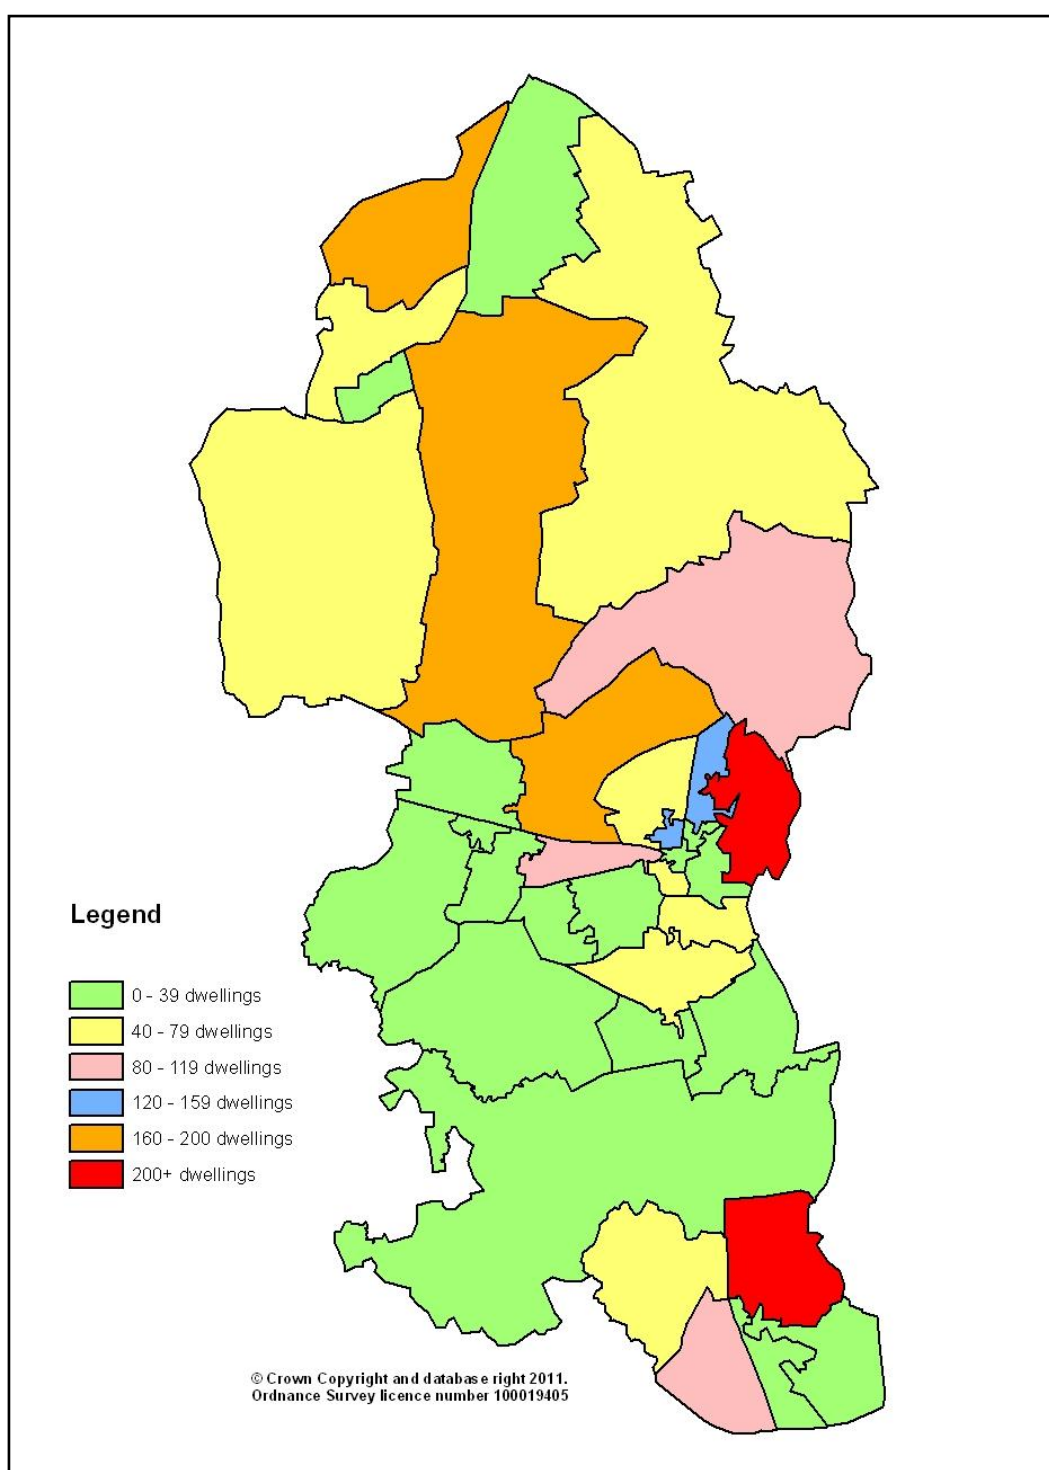 Legend
0 - 39 dwellings
40 - 79 dwellings
80 - 119 dwellings
120 - 159 dwellings
160 - 200 dwellings
200+ dwellings
© Crown Copyright and database right 2011.
Ordnance Survey licence number 100019405